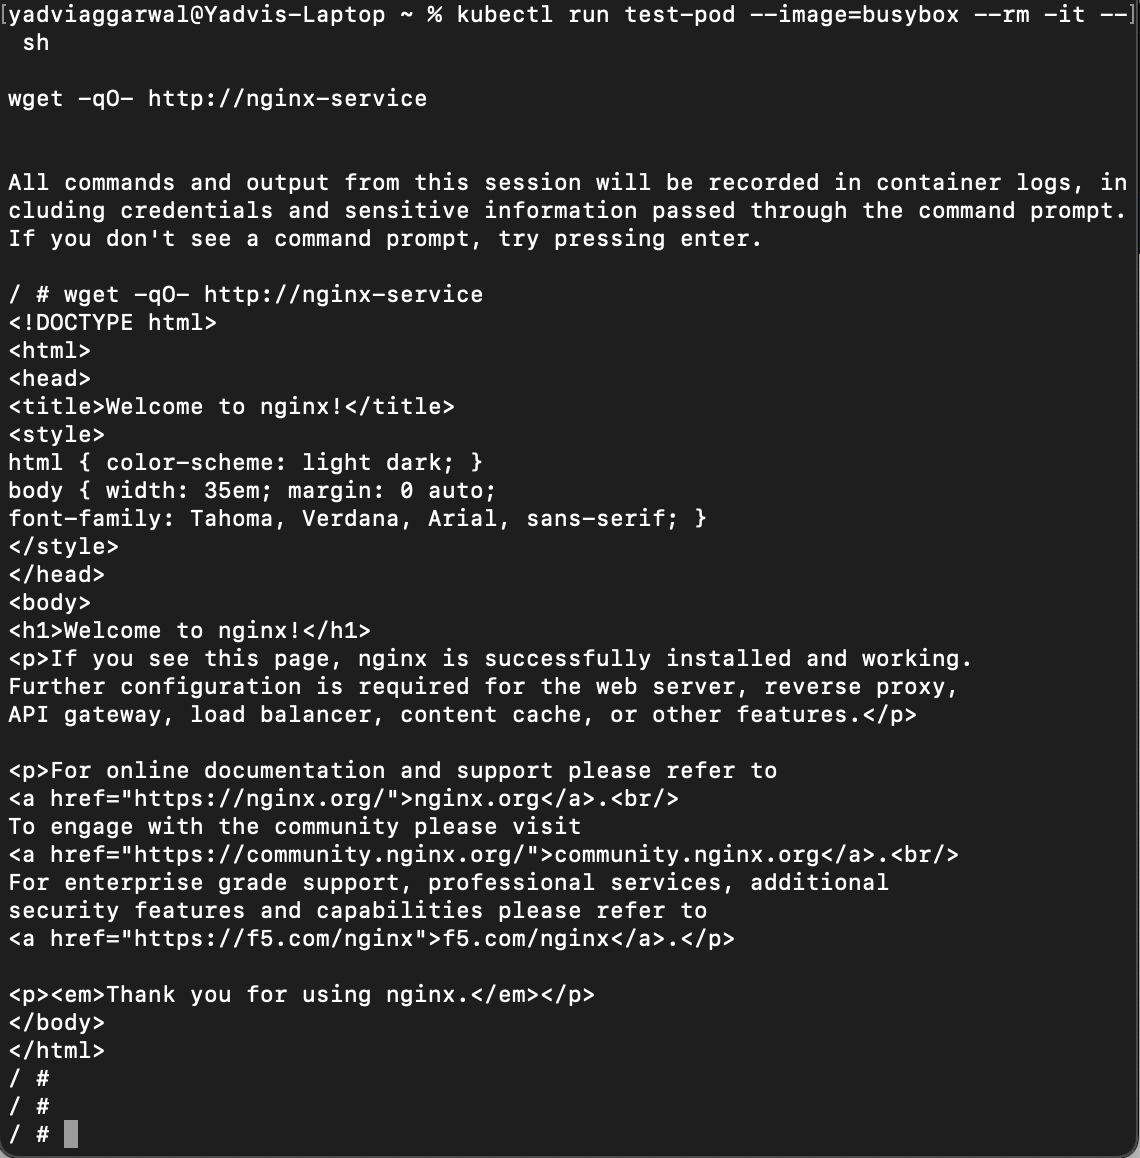 [yadviaggarwal@Yadvis-Laptop ~ % kubectl run test-pod --image=busybox --rm -it --]
 sh

wget -qO- http://nginx-service


All commands and output from this session will be recorded in container logs, in
cluding credentials and sensitive information passed through the command prompt.
If you don't see a command prompt, try pressing enter.

/ # wget -qO- http://nginx-service
<!DOCTYPE html>
<html>
<head>
<title>Welcome to nginx!</title>
<style>
html { color-scheme: light dark; }
body { width: 35em; margin: 0 auto;
font-family: Tahoma, Verdana, Arial, sans-serif; }
</style>
</head>
<body>
<h1>Welcome to nginx!</h1>
<p>If you see this page, nginx is successfully installed and working.
Further configuration is required for the web server, reverse proxy,
API gateway, load balancer, content cache, or other features.</p>

<p>For online documentation and support please refer to
<a href="https://nginx.org/">nginx.org</a>.<br/>
To engage with the community please visit
<a href="https://community.nginx.org/">community.nginx.org</a>.<br/>
For enterprise grade support, professional services, additional
security features and capabilities please refer to
<a href="https://f5.com/nginx">f5.com/nginx</a>.</p>

<p><em>Thank you for using nginx.</em></p>
</body>
</html>
/ #
/ #
/ #